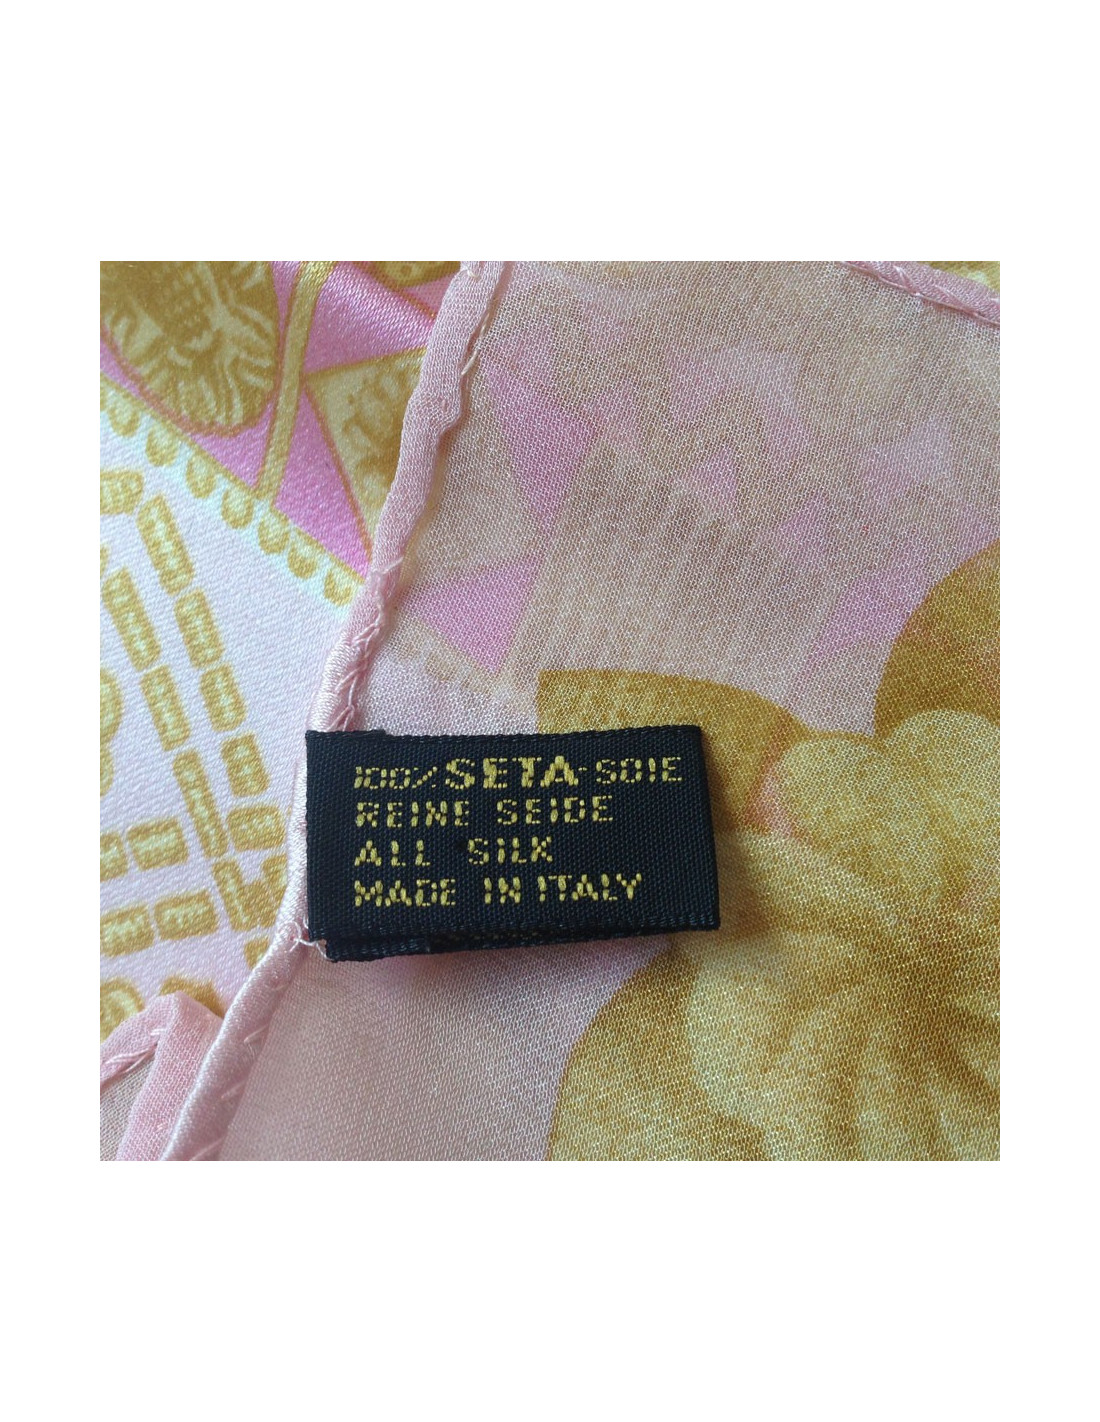 100% SETA-SOIE
REINE SEIDE
ALL SILK
MADE IN ITALY